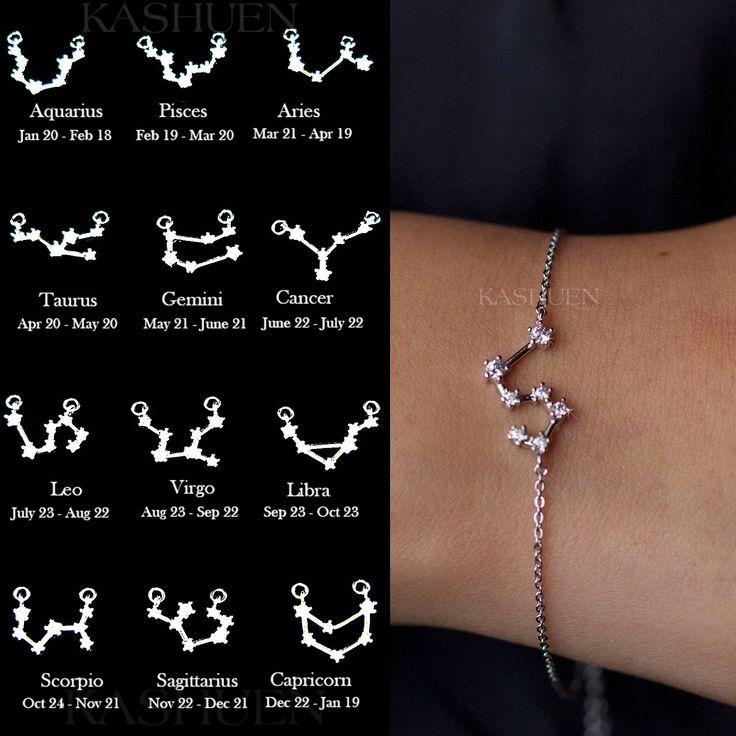 KASHUEN
Aquarius
Jan 20 - Feb 18
Pisces
Feb 19 - Mar 20
Aries
Mar 21 - Apr 19
Taurus
Apr 20 - May 20
Gemini
May 21 - June 21
Cancer
June 22 - July 22
KASHUEN
Leo
July 23 - Aug 22
Virgo
Aug 23 - Sep 22
Libra
Sep 23 - Oct 23
Scorpio
Oct 24 - Nov 21
Sagittarius
Nov 22 - Dec 21
Capricorn
Dec 22 - Jan 19
KASHUEN